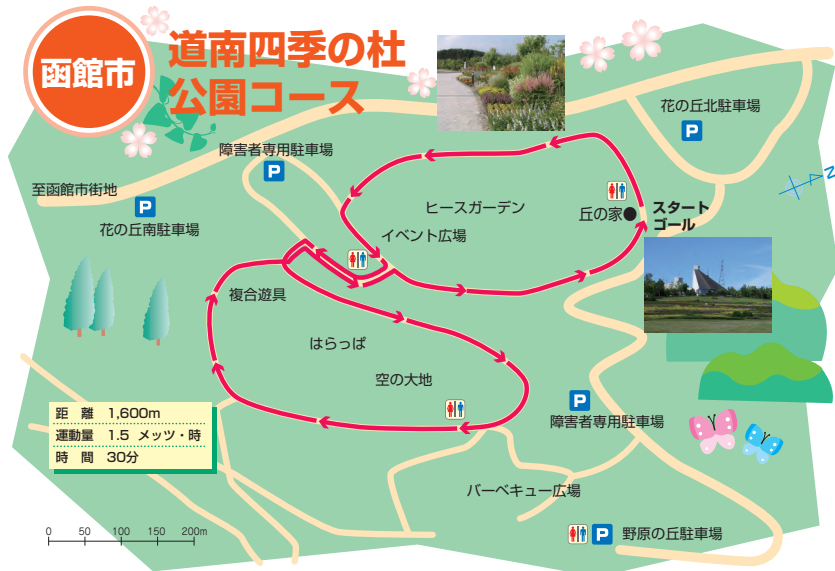 函館市
道南四季の杜
公園コース
花の丘北駐車場
P
障害者専用駐車場
P
至函館市街地
P
花の丘南駐車場
N
ヒースガーデン
丘の家
スタート
ゴール
イベント広場
複合遊具
はらっぱ
空の大地
P
障害者専用駐車場
距　離　1,600m
運動量　1.5 メッツ・時
時　間　30分
バーベキュー広場
P 野原の丘駐車場
0 50 100 150 200m